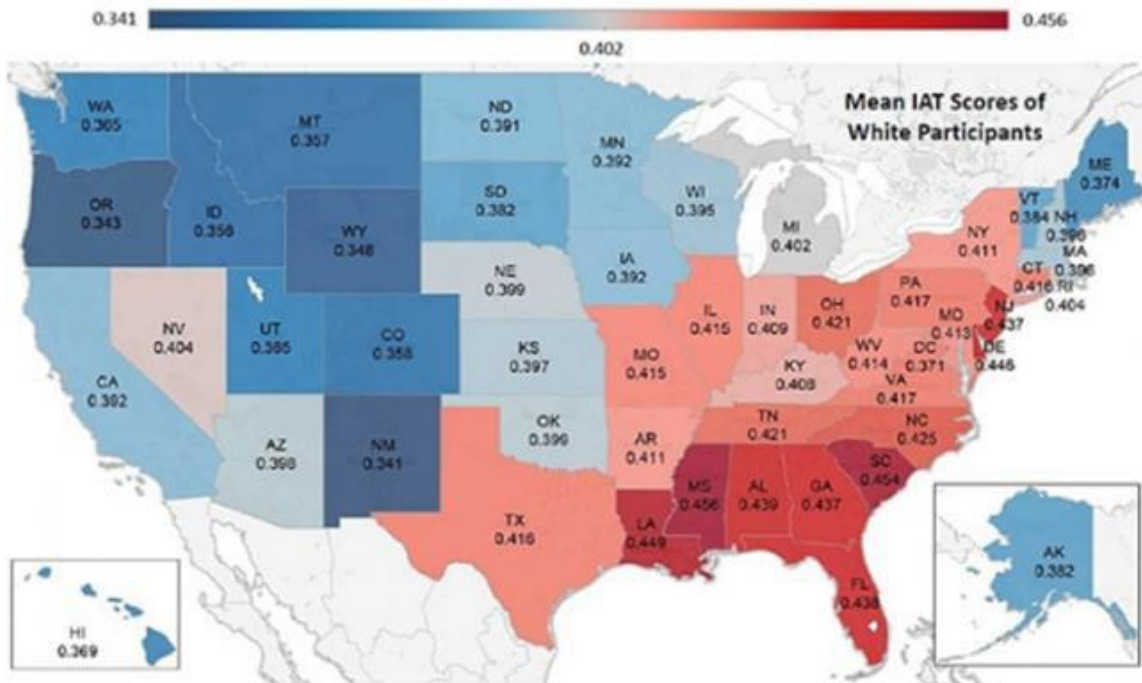 0.341
0.456
0.402
Mean IAT Scores of
White Participants
WA
0.365
MT
0.357
ND
0.391
MN
0.392
ME
0.374
OR
0.343
ID
0.356
WY
0.348
SD
0.382
WI
0.395
MI
0.402
VT
0.384
NH
0.396
NY
0.411
MA
0.396
CT
0.416
RI
0.404
NE
0.399
IA
0.392
PA
0.417
NJ
0.437
NV
0.404
UT
0.365
CO
0.358
KS
0.397
MO
0.415
IL
0.415
IN
0.409
OH
0.421
MD
0.413
DE
0.446
WV
0.414
DC
0.371
VA
0.417
KY
0.408
CA
0.392
AZ
0.398
NM
0.341
OK
0.399
AR
0.411
TN
0.421
NC
0.425
SC
0.454
MS
0.456
AL
0.439
GA
0.437
TX
0.416
LA
0.449
FL
0.438
AK
0.382
HI
0.369